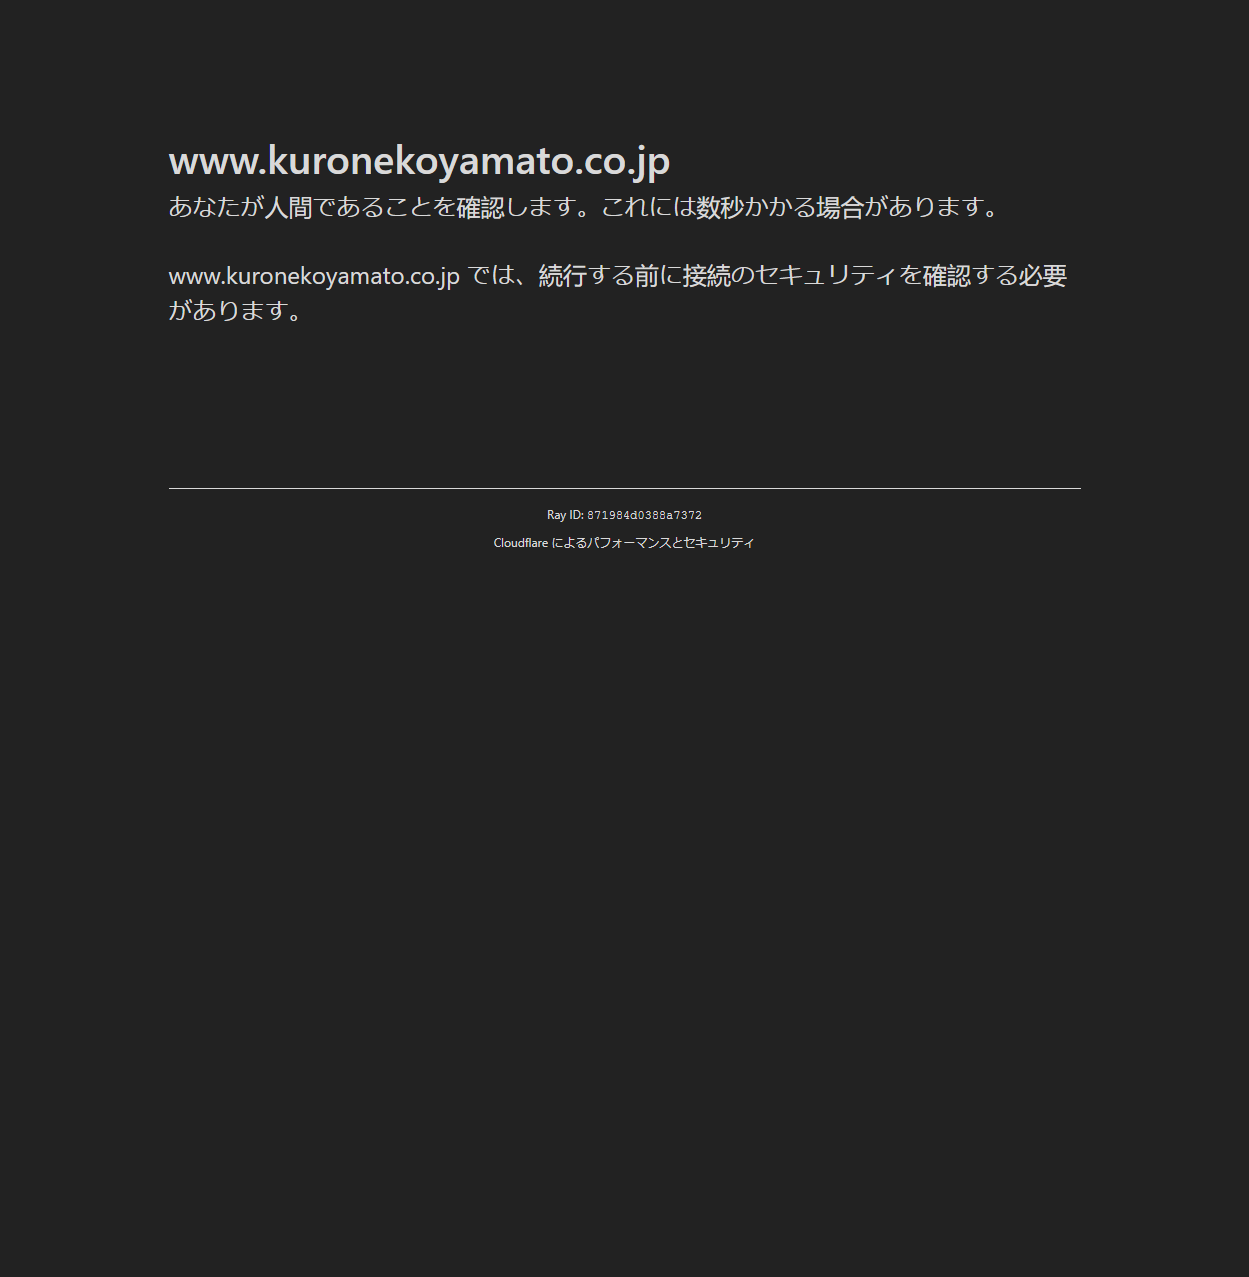 www.kuronekoyamato.co.jp
あなたが人間であることを確認します。これには数秒かかる場合があります。
www.kuronekoyamato.co.jp では、続行する前に接続のセキュリティを確認する必要
があります。
Ray ID: 871984d0388a7372
Cloudflare によるパフォーマンスとセキュリティ